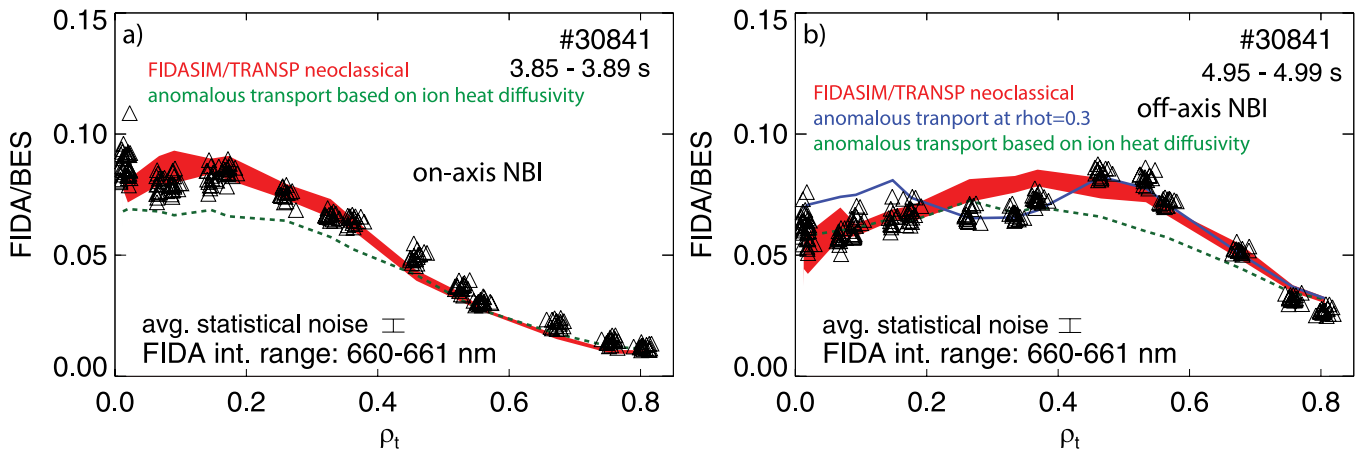 a)
#30841
3.85 - 3.89 s
FIDASIM/TRANSP neoclassical
anomalous transport based on ion heat diffusivity
on-axis NBI
avg. statistical noise
FIDA int. range: 660-661 nm
FIDA/BES
0.15
0.10
0.05
0.00
0.0 0.2 0.4 0.6 0.8
ρt
b)
#30841
4.95 - 4.99 s
FIDASIM/TRANSP neoclassical
off-axis NBI
anomalous tranport at rhot=0.3
anomalous transport based on ion heat diffusivity
avg. statistical noise
FIDA int. range: 660-661 nm
FIDA/BES
0.15
0.10
0.05
0.00
0.0 0.2 0.4 0.6 0.8
ρt